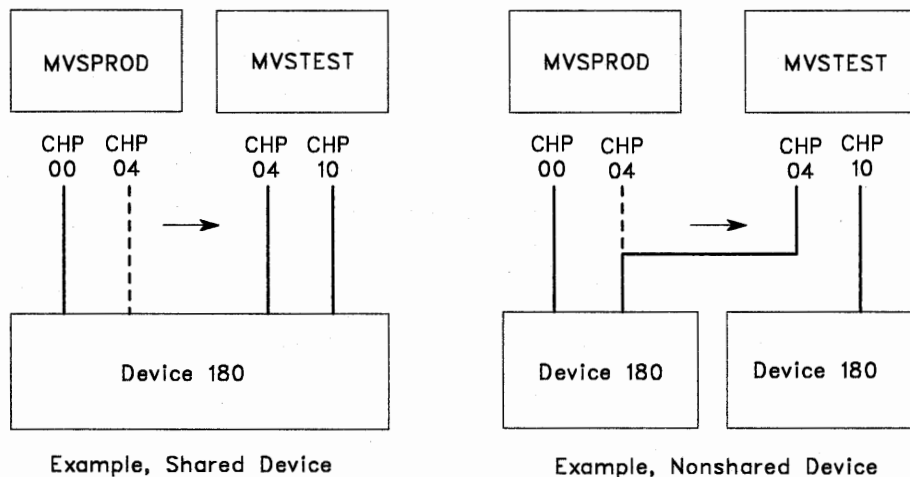 MVSPROD
MVSTEST
CHP
00
CHP
04
CHP
04
CHP
10
Device 180
Example, Shared Device
MVSPROD
MVSTEST
CHP
00
CHP
04
CHP
04
CHP
10
Device 180
Device 180
Example, Nonshared Device